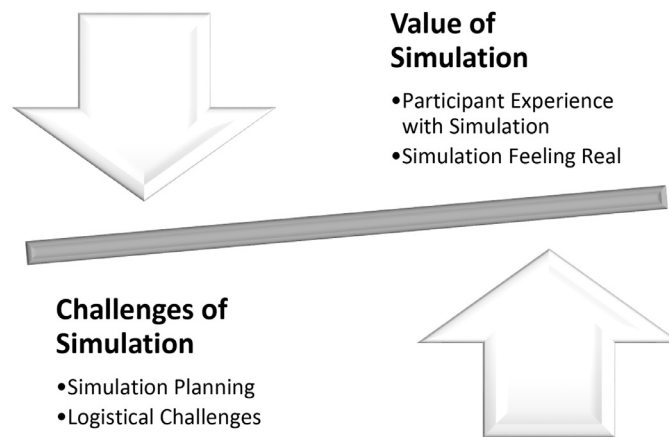 Value of
Simulation
•Participant Experience
with Simulation
•Simulation Feeling Real
Challenges of
Simulation
•Simulation Planning
•Logistical Challenges